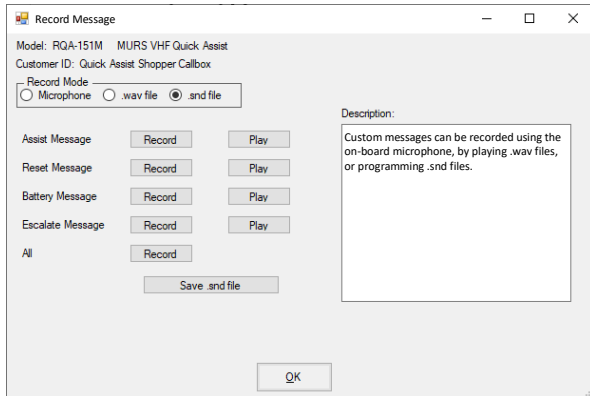 Record Message
Model: RQA-151M MURS VHF Quick Assist
Customer ID: Quick Assist Shopper Callbox
Record Mode
Microphone .wav file .snd file
Description:
Custom messages can be recorded using the
on-board microphone, by playing .wav files,
or programming .snd files.
Assist Message Record Play
Reset Message Record Play
Battery Message Record Play
Escalate Message Record Play
All Record
Save .snd file
OK